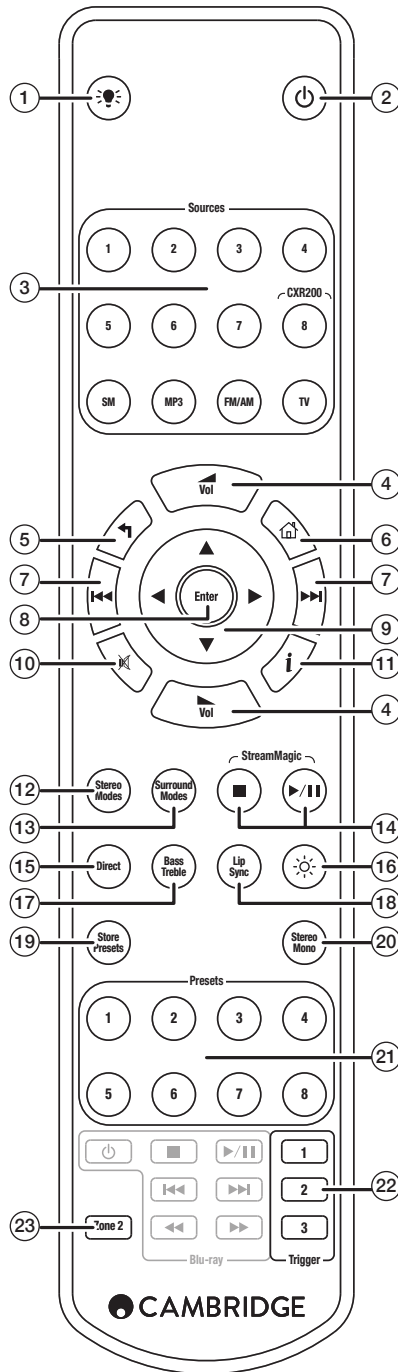 1
2
Sources
1 2 3 4
3
CXR200
5 6 7 8
SM MP3 FM/AM TV
Vol
4
5
6
7
7
Enter
8
9
10
i
11
Vol
4
StreamMagic
12
Stereo Modes
Surround Modes
13
14
15
Direct
Bass Treble
Lip Sync
16
17
18
19
Store Presets
Stereo Mono
20
Presets
1 2 3 4
21
5 6 7 8
1
2
22
23
Zone 2
3
Blu-ray
Trigger
CAMBRIDGE